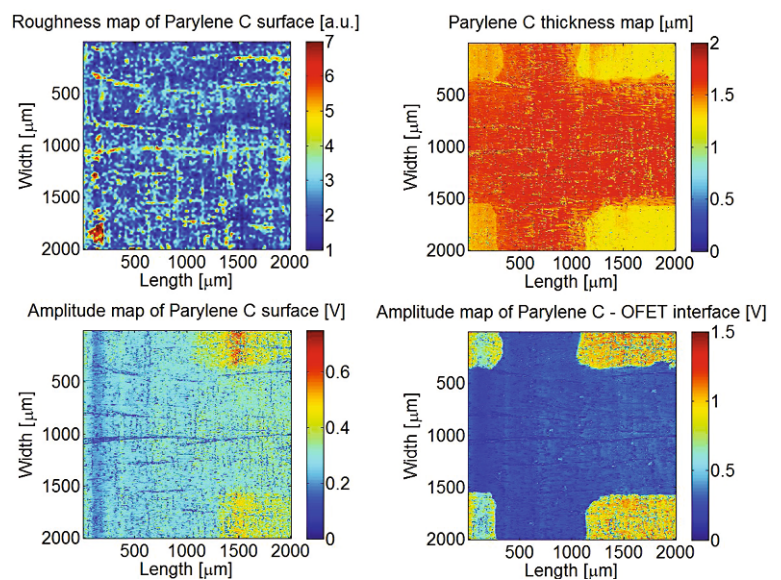 Roughness map of Parylene C surface [a.u.]
7
6
5
4
3
2
1
500
1000
1500
2000
Width [μm]
500 1000 1500 2000
Length [μm]
Parylene C thickness map [μm]
2
1.5
1
0.5
0
500
1000
1500
2000
Width [μm]
500 1000 1500 2000
Length [μm]
Amplitude map of Parylene C surface [V]
0.6
0.4
0.2
0
500
1000
1500
2000
Width [μm]
500 1000 1500 2000
Length [μm]
Amplitude map of Parylene C - OFET interface [V]
1.5
1
0.5
0
500
1000
1500
2000
Width [μm]
500 1000 1500 2000
Length [μm]